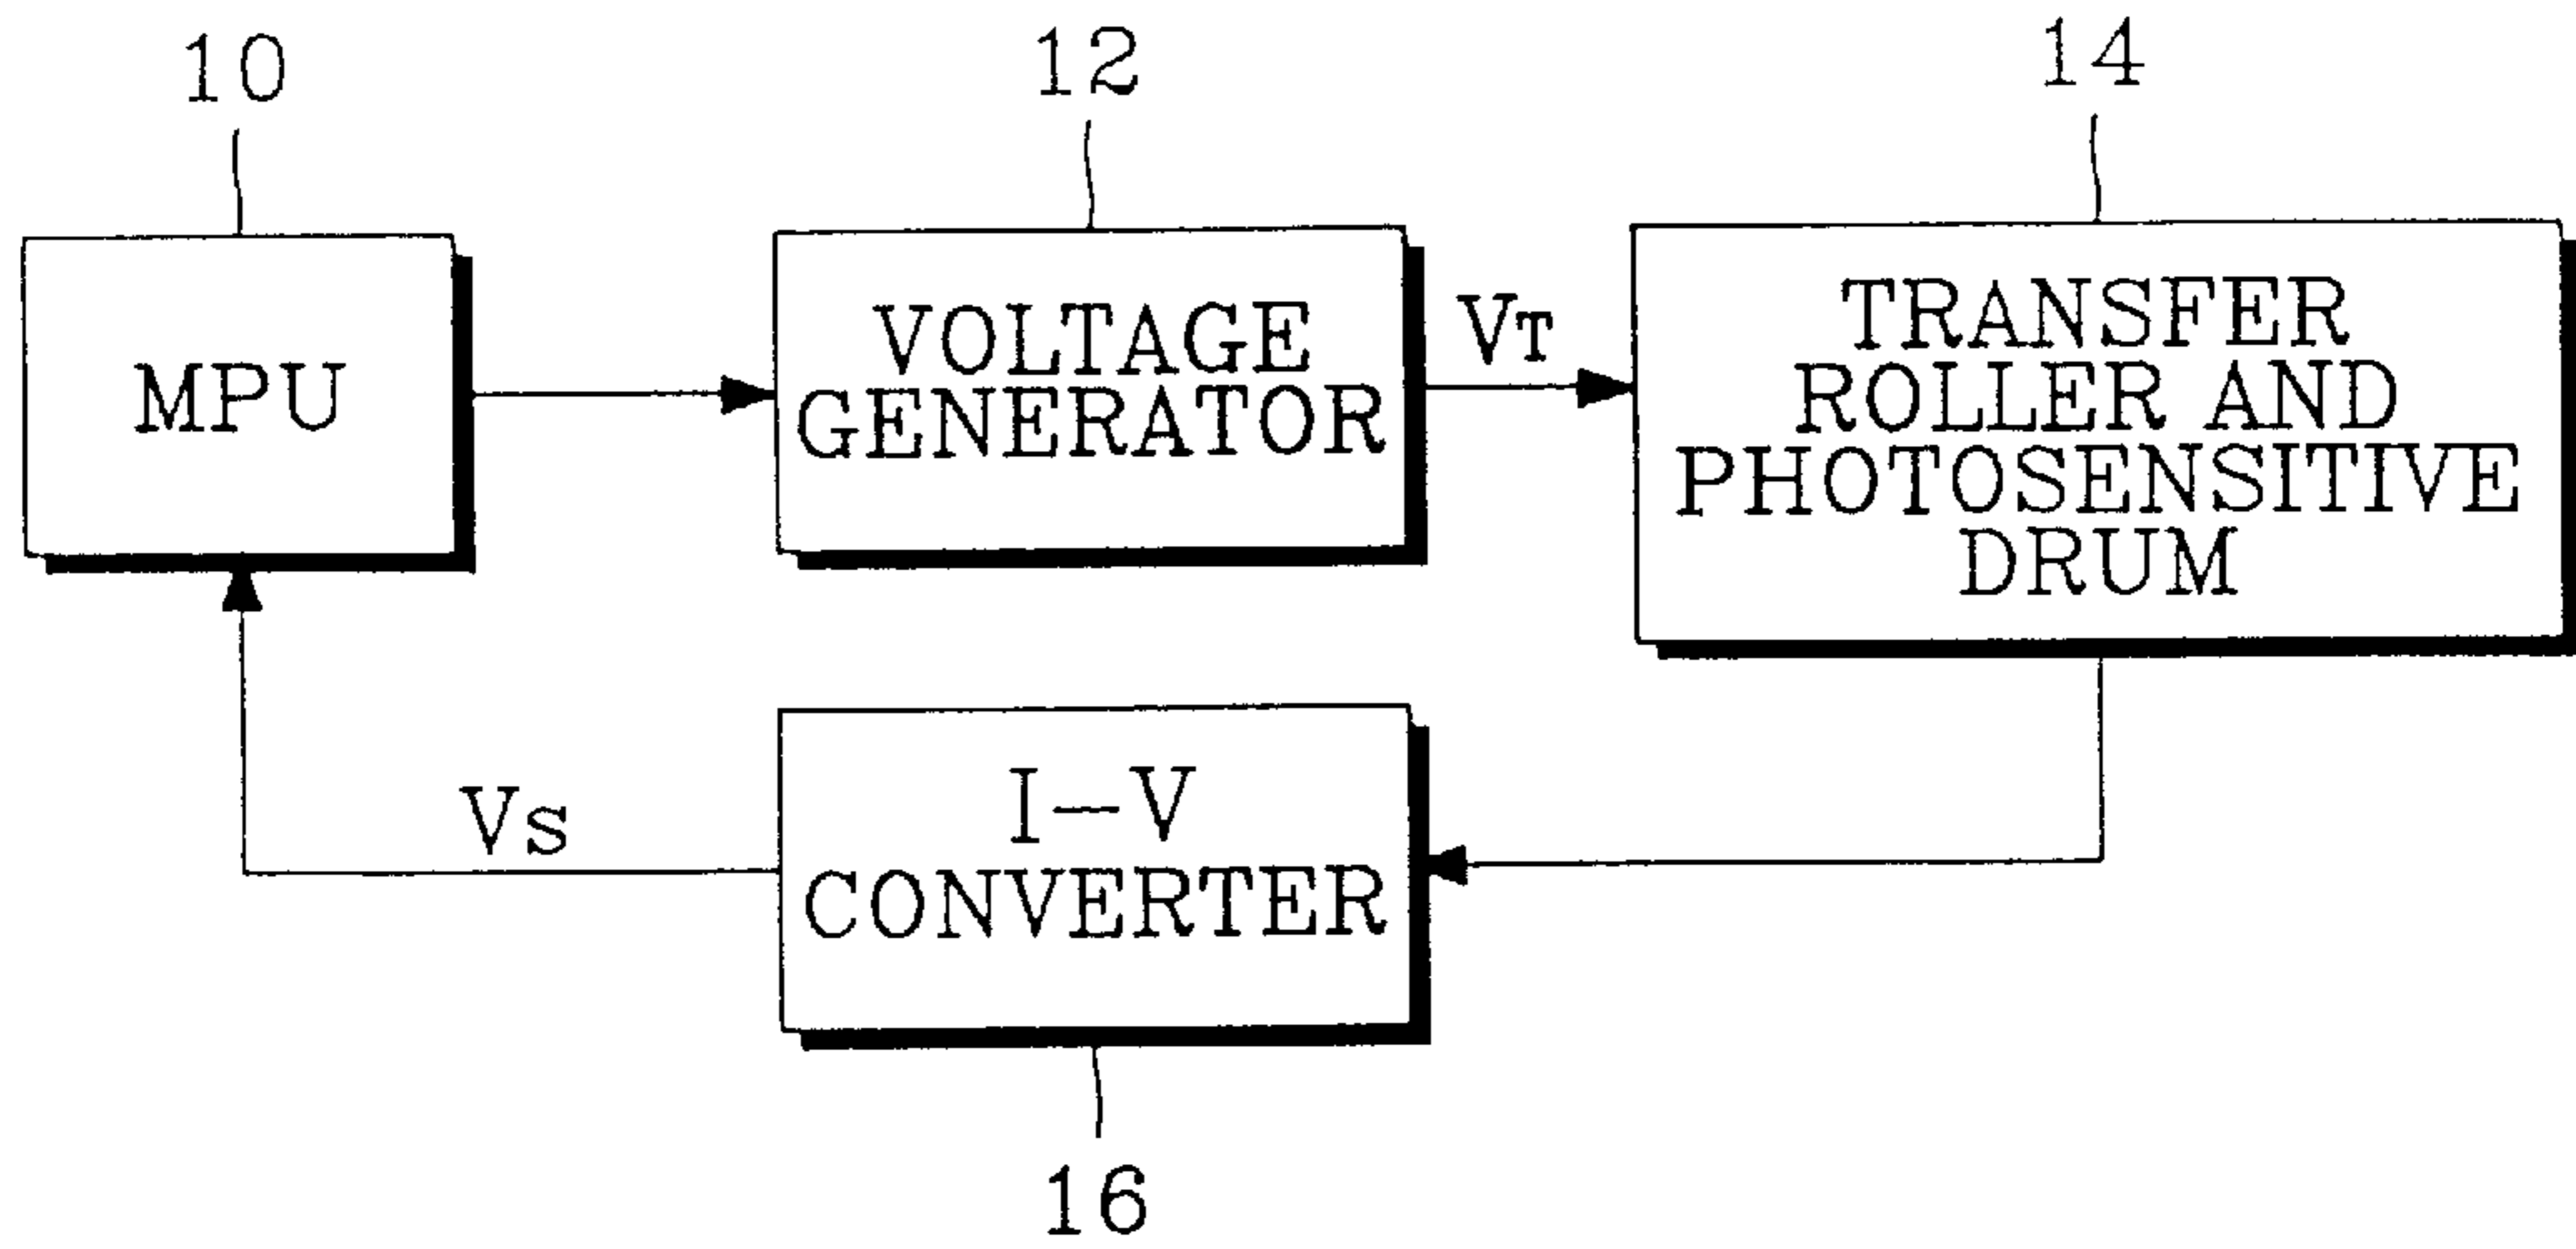 10
12
14
MPU
VOLTAGE
GENERATOR
VT
TRANSFER
ROLLER AND
PHOTOSENSITIVE
DRUM
VS
I-V
CONVERTER
16